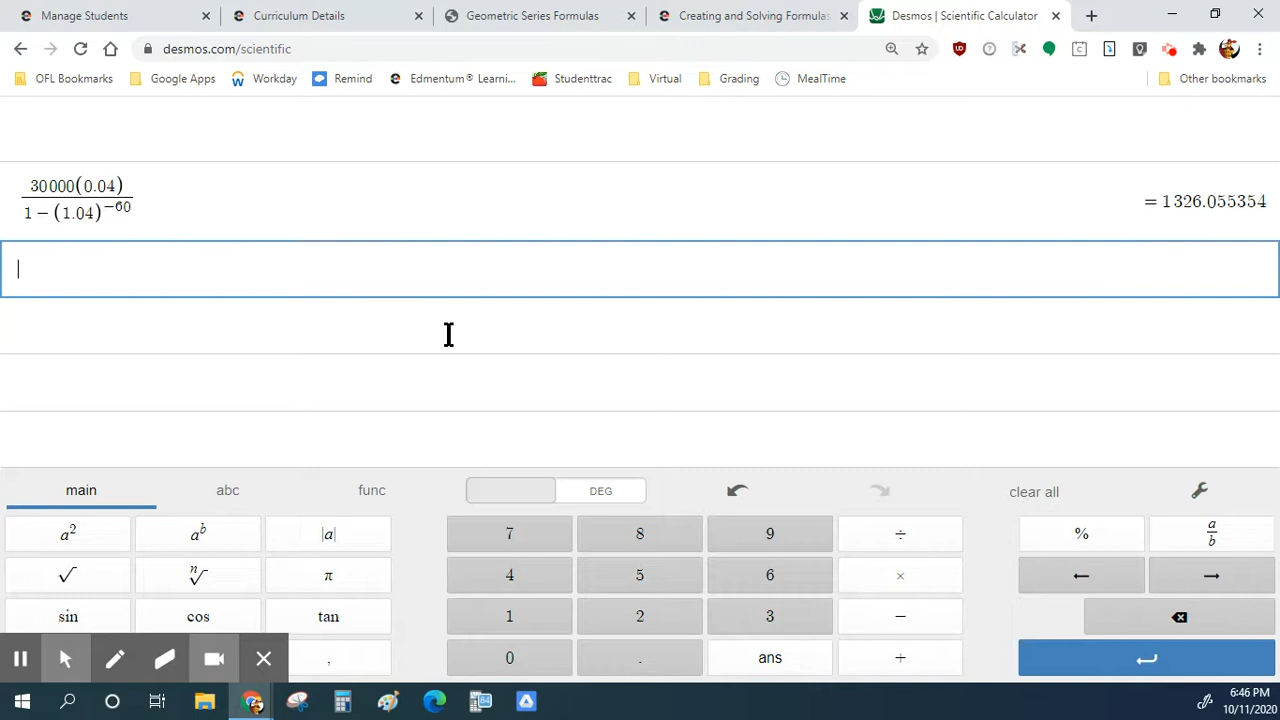 Manage Students
Curriculum Details
Geometric Series Formulas
Creating and Solving Formulas
Desmos | Scientific Calculator
desmos.com/scientific
OFL Bookmarks
Google Apps
Workday
Remind
Edmentum® Learni...
Studenttrac
Virtual
Grading
MealTime
Other bookmarks
30000(0.04)
1 − (1.04)^−60
= 1326.055354
main
abc
func
DEG
clear all
a²
a^b
|a|
7
8
9
÷
%
a/b
√
ⁿ√
π
4
5
6
×
←
→
sin
cos
tan
1
2
3
−
,
0
.
ans
+
6:46 PM
10/11/2020